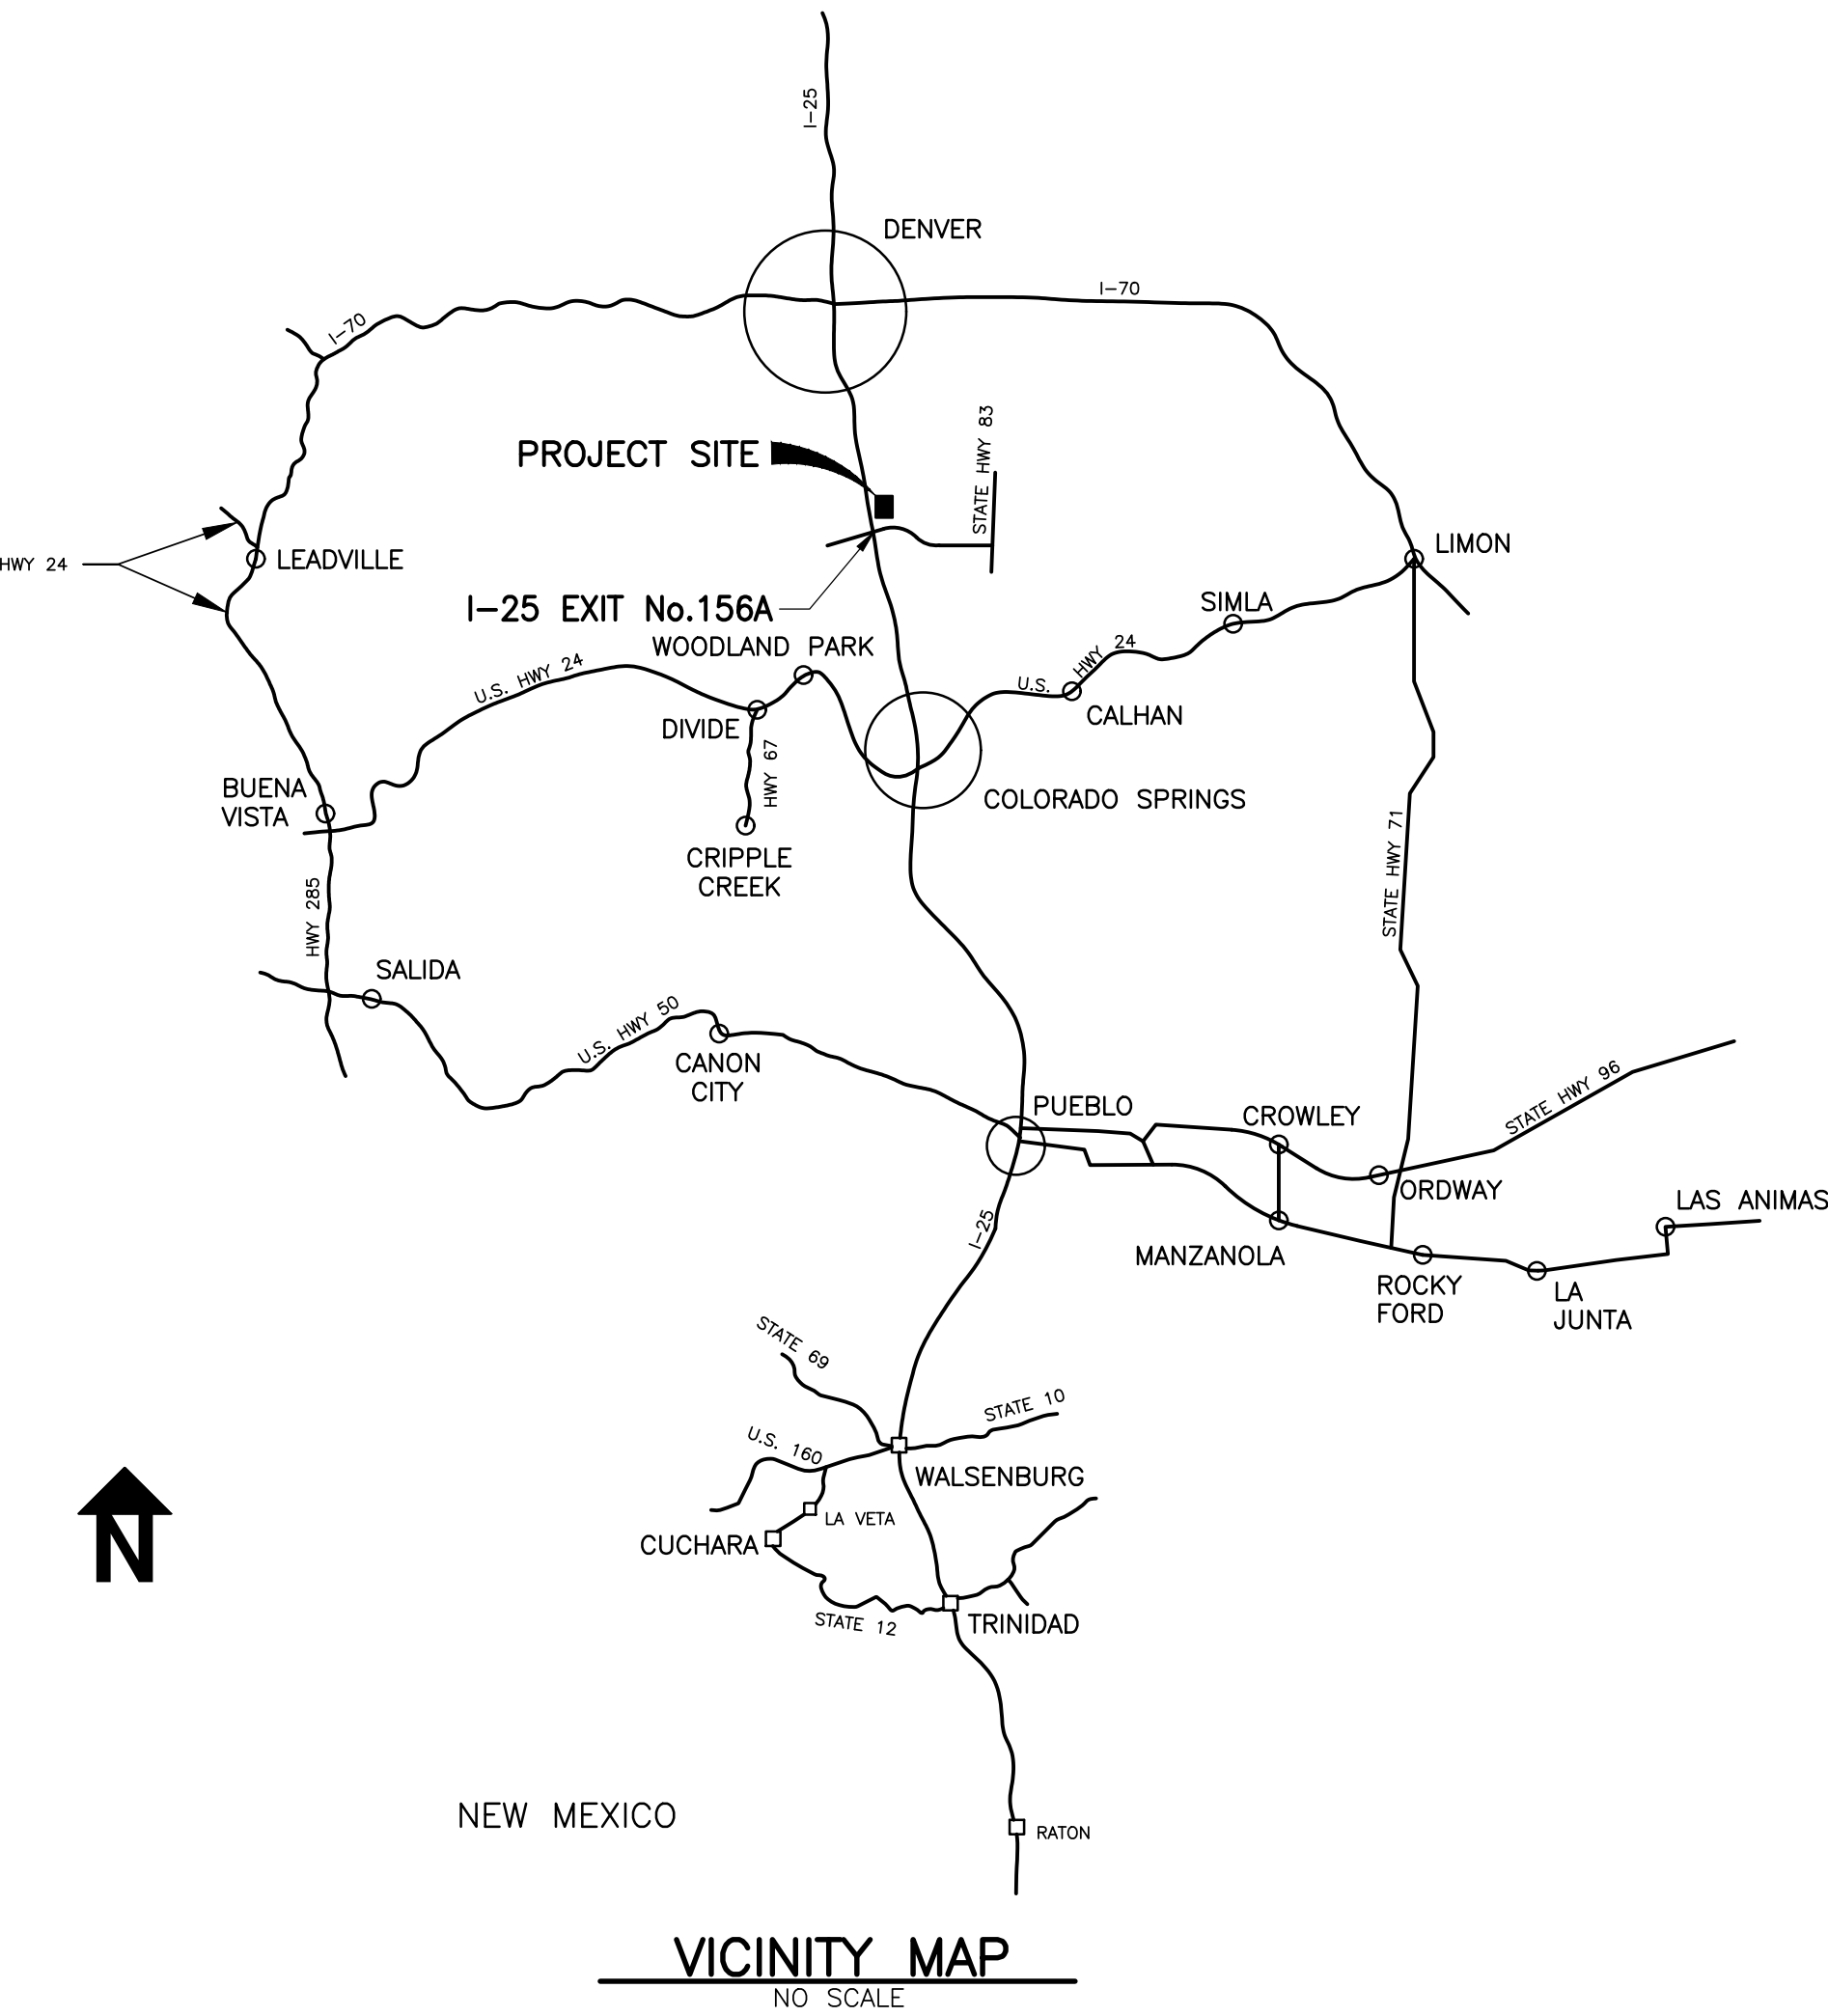 I-25
DENVER
I-70
I-70
STATE HWY 83
PROJECT SITE
LIMON
HWY 24
LEADVILLE
I-25 EXIT No.156A
SIMLA
WOODLAND PARK
U.S. HWY 24
U.S. HWY 24
CALHAN
DIVIDE
HWY 67
BUENA
VISTA
COLORADO SPRINGS
CRIPPLE
CREEK
STATE HWY 71
HWY 285
SALIDA
U.S. HWY 50
CANON
CITY
PUEBLO
CROWLEY
STATE HWY 96
ORDWAY
LAS ANIMAS
I-25
MANZANOLA
ROCKY
FORD
LA
JUNTA
STATE 69
STATE 10
U.S. 160
WALSENBURG
LA VETA
CUCHARA
STATE 12
TRINIDAD
N
NEW MEXICO
RATON
VICINITY MAP
NO SCALE